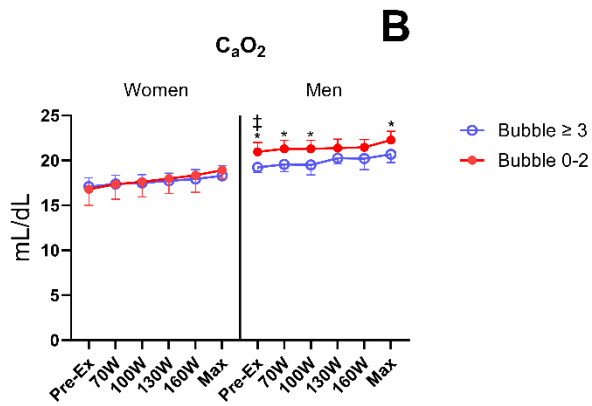 B
CₐO₂
Women Men
mL/dL
25
20
15
10
5
0
‡
* * * *
Pre-Ex 70W 100W 130W 160W Max Pre-Ex 70W 100W 130W 160W Max
Bubble ≥ 3
Bubble 0-2